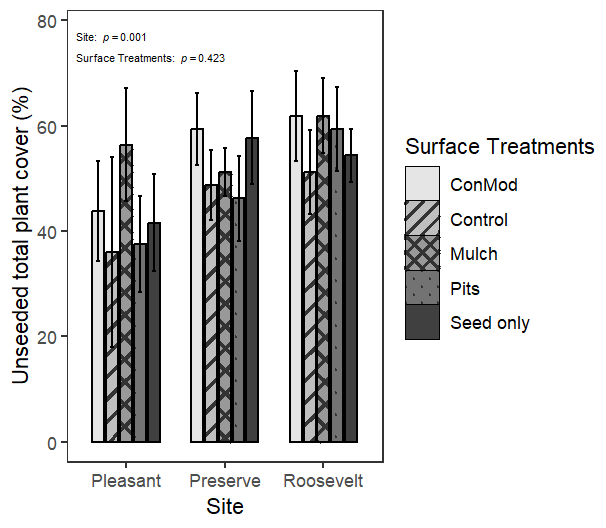 80
Site: p = 0.001
Surface Treatments: p = 0.423
60
40
20
0
Unseeded total plant cover (%)
Pleasant Preserve Roosevelt
Site
Surface Treatments
ConMod
Control
Mulch
Pits
Seed only